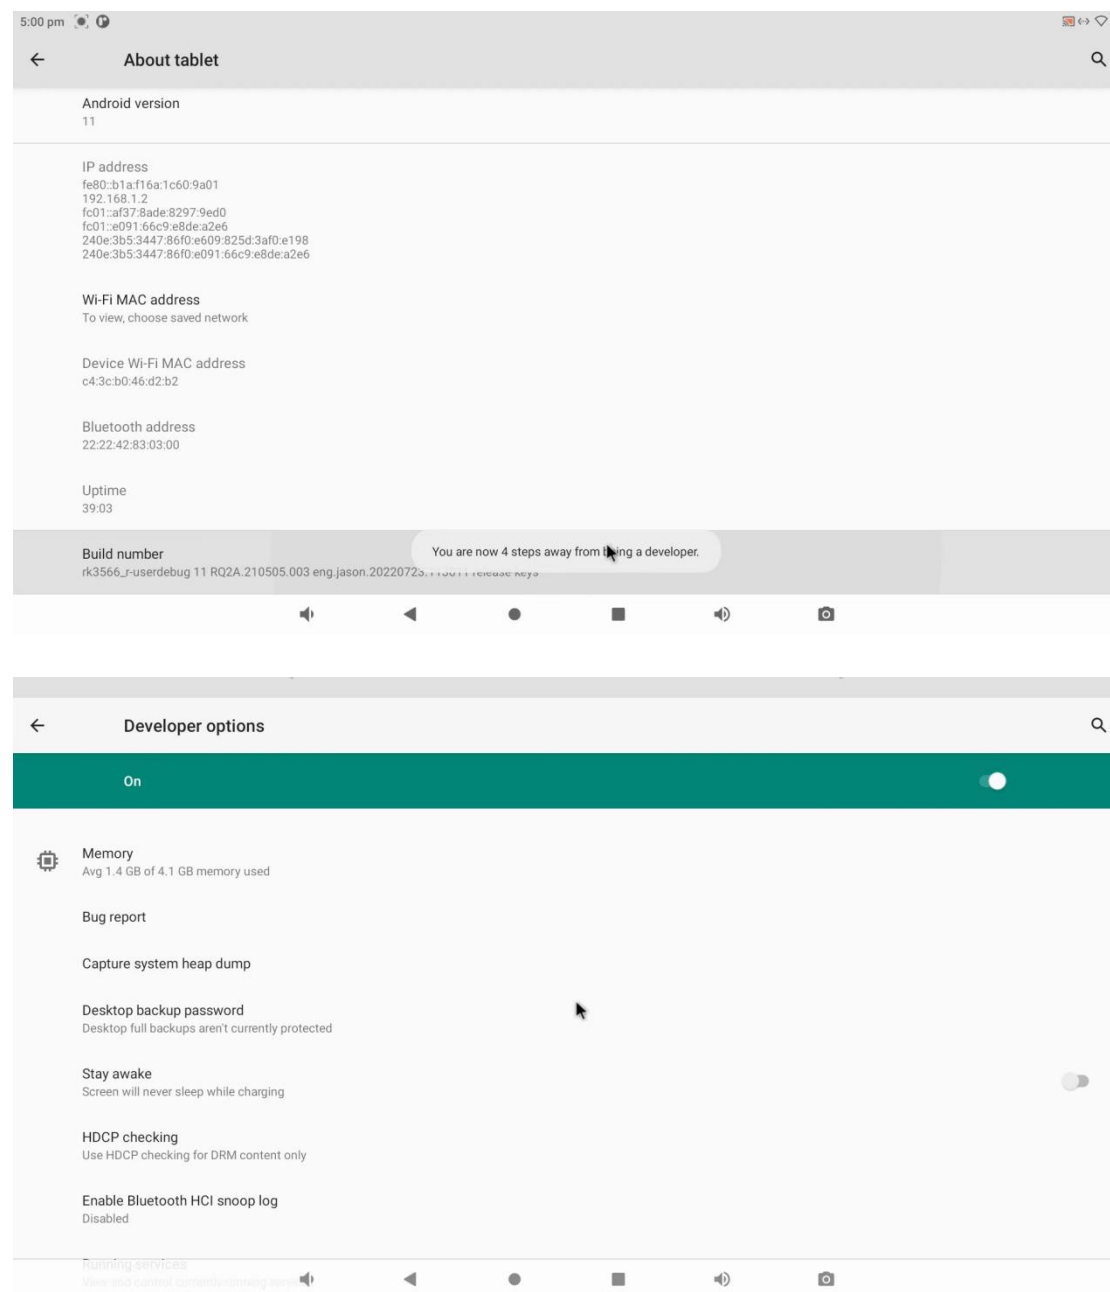 5:00 pm
About tablet
Android version
11
IP address
fe80::b1a:f16a:1c60:9a01
192.168.1.2
fc01::af37:8ade:8297:9ed0
fc01::e091:66c9:e8de:a2e6
240e:3b5:3447:86f0:e609:825d:3af0:e198
240e:3b5:3447:86f0:e091:66c9:e8de:a2e6
Wi-Fi MAC address
To view, choose saved network
Device Wi-Fi MAC address
c4:3c:b0:46:d2:b2
Bluetooth address
22:22:42:83:03:00
Uptime
39:03
Build number
You are now 4 steps away from being a developer.
rk3566_r-userdebug 11 RQ2A.210505.003 eng.jason.20220723. release-keys
Developer options
On
Memory
Avg 1.4 GB of 4.1 GB memory used
Bug report
Capture system heap dump
Desktop backup password
Desktop full backups aren't currently protected
Stay awake
Screen will never sleep while charging
HDCP checking
Use HDCP checking for DRM content only
Enable Bluetooth HCI snoop log
Disabled
Running services